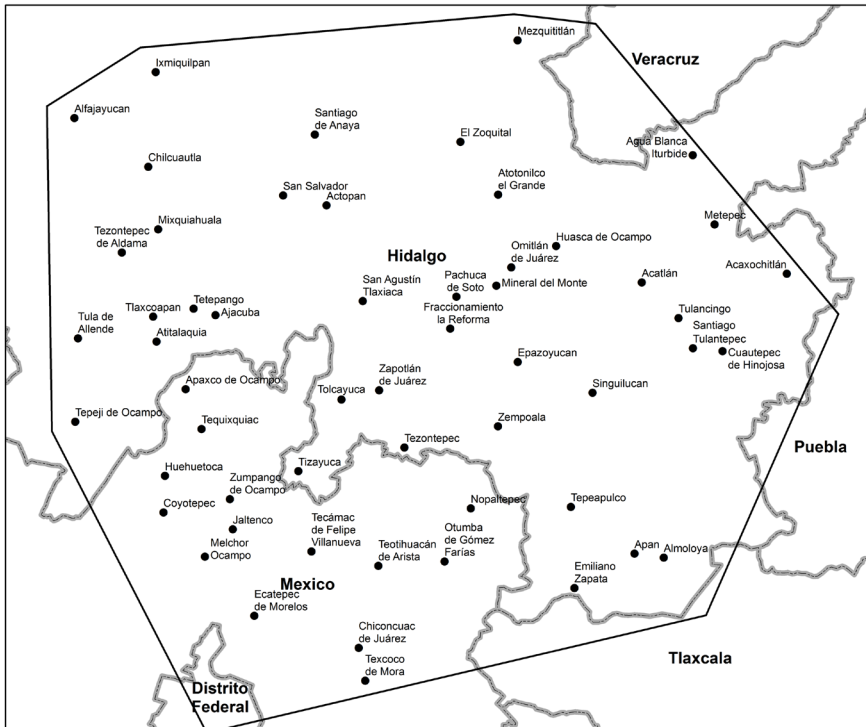 Mezquititlán
Ixmiquilpan
Veracruz
Alfajayucan
Santiago
de Anaya
El Zoquital
Agua Blanca
Iturbide
Chilcuautla
Atotonilco
el Grande
San Salvador
Actopan
Mixquiahuala
Metepec
Tezontepec
de Aldama
Hidalgo
Omitlán
de Juárez
Huasca de Ocampo
Acaxochitlán
San Agustín
Tlaxiaca
Pachuca
de Soto
Mineral del Monte
Acatlán
Tula de
Allende
Tlaxcoapan
Tetepango
Ajacuba
Atitalaquia
Fraccionamiento
la Reforma
Tulancingo
Santiago
Tulantepec
Cuautepec
de Hinojosa
Epazoyucan
Zapotlán
de Juárez
Apaxco de Ocampo
Tolcayuca
Singuilucan
Tepeji de Ocampo
Tequixquiac
Zempoala
Tezontepec
Puebla
Tizayuca
Huehuetoca
Zumpango
de Ocampo
Coyotepec
Nopaltepec
Tepeapulco
Jaltenco
Tecámac
de Felipe
Villanueva
Otumba
de Gómez
Farías
Melchor
Ocampo
Teotihuacán
de Arista
Apan
Almoloya
Mexico
Emiliano
Zapata
Ecatepec
de Morelos
Chiconcuac
de Juárez
Texcoco
de Mora
Tlaxcala
Distrito
Federal